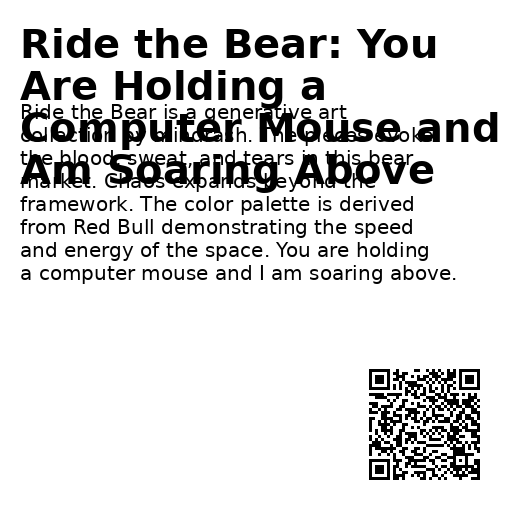 Ride the Bear: You
Are Holding a
Computer Mouse and
Am Soaring Above
Ride the Bear is a generative art
collection by mindrash. The pieces evoke
the blood, sweat, and tears in this bear
market. Chaos expands beyond the
framework. The color palette is derived
from Red Bull demonstrating the speed
and energy of the space. You are holding
a computer mouse and I am soaring above.